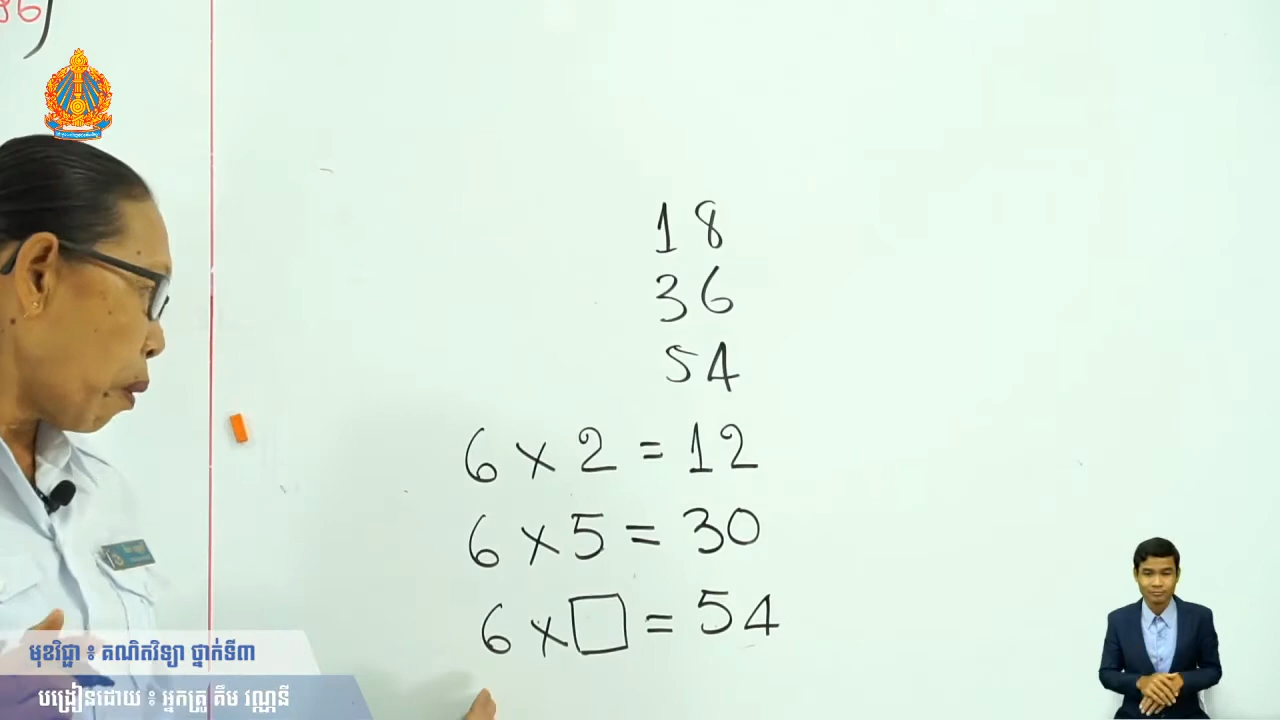 36)
18
36
54
6 × 2 = 12
6 × 5 = 30
6 × □ = 54
មុខវិជ្ជា ៖ គណិតវិទ្យា ថ្នាក់ទី៣
បង្រៀនដោយ ៖ អ្នកគ្រូ គឹម វណ្ណនី